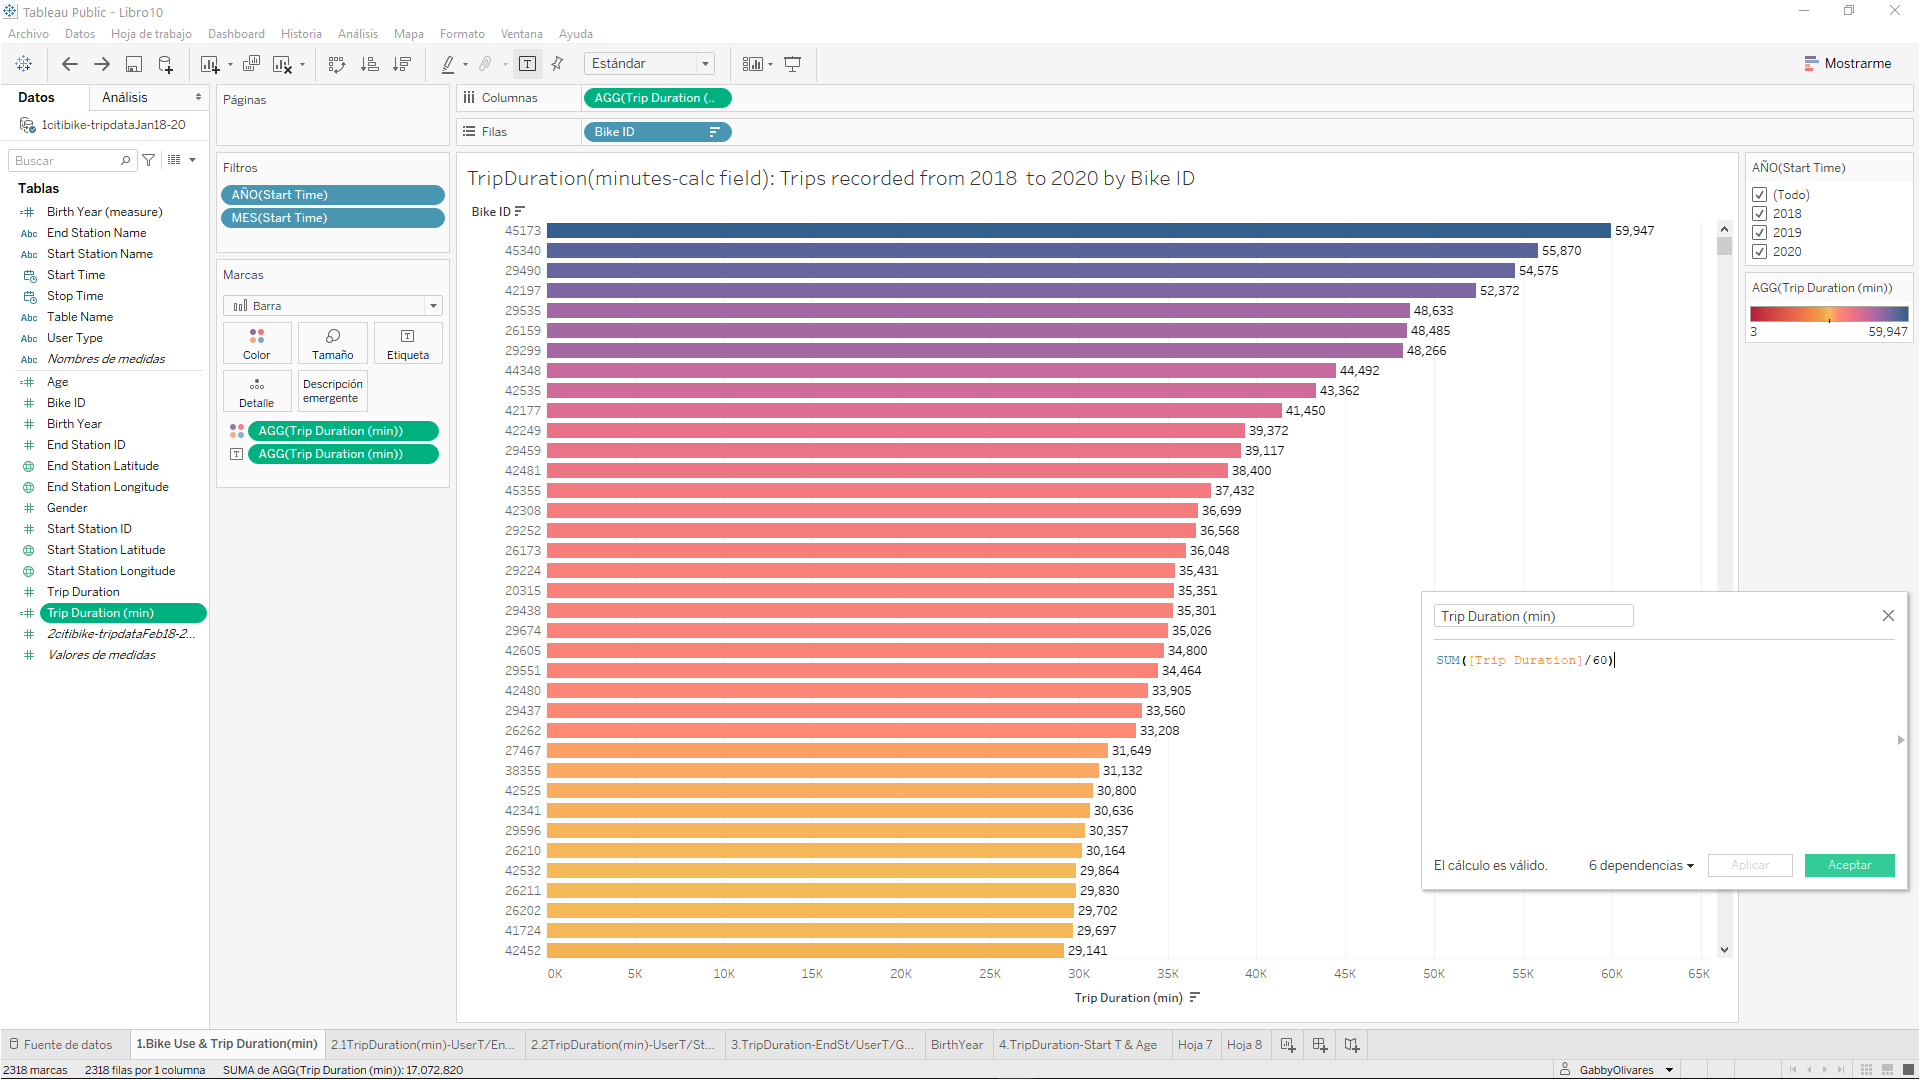 Tableau Public - Libro10
Archivo Datos Hoja de trabajo Dashboard Historia Análisis Mapa Formato Ventana Ayuda
Estándar
Mostrarme
Datos Análisis
1citibike-tripdataJan18-20
Buscar
Tablas
Birth Year (measure)
Abc End Station Name
Abc Start Station Name
Start Time
Stop Time
Abc Table Name
Abc User Type
Abc Nombres de medidas
Age
Bike ID
Birth Year
End Station ID
End Station Latitude
End Station Longitude
Gender
Start Station ID
Start Station Latitude
Start Station Longitude
Trip Duration
Trip Duration (min)
2citibike-tripdataFeb18-2...
Valores de medidas
Páginas
Filtros
AÑO(Start Time)
MES(Start Time)
Marcas
Barra
Color Tamaño Etiqueta
Detalle Descripción emergente
AGG(Trip Duration (min))
AGG(Trip Duration (min))
Columnas AGG(Trip Duration (..
Filas Bike ID
TripDuration(minutes-calc field): Trips recorded from 2018 to 2020 by Bike ID
Bike ID
45173 59,947
45340 55,870
29490 54,575
42197 52,372
29535 48,633
26159 48,485
29299 48,266
44348 44,492
42535 43,362
42177 41,450
42249 39,372
29459 39,117
42481 38,400
45355 37,432
42308 36,699
29252 36,568
26173 36,048
29224 35,431
20315 35,351
29438 35,301
29674 35,026
42605 34,800
29551 34,464
42480 33,905
29437 33,560
26262 33,208
27467 31,649
38355 31,132
42525 30,800
42341 30,636
29596 30,357
26210 30,164
42532 29,864
26211 29,830
26202 29,702
41724 29,697
42452 29,141
0K 5K 10K 15K 20K 25K 30K 35K 40K 45K 50K 55K 60K 65K
Trip Duration (min)
AÑO(Start Time)
(Todo)
2018
2019
2020
AGG(Trip Duration (min))
3 59,947
Trip Duration (min)
SUM([Trip Duration]/60)
El cálculo es válido. 6 dependencias Aplicar Aceptar
Fuente de datos 1.Bike Use & Trip Duration(min) 2.1TripDuration(min)-UserT/En... 2.2TripDuration(min)-UserT/St... 3.TripDuration-EndSt/UserT/G... BirthYear 4.TripDuration-Start T & Age Hoja 7 Hoja 8
2318 marcas 2318 filas por 1 columna SUMA de AGG(Trip Duration (min)): 17,072,820 GabbyOlivares